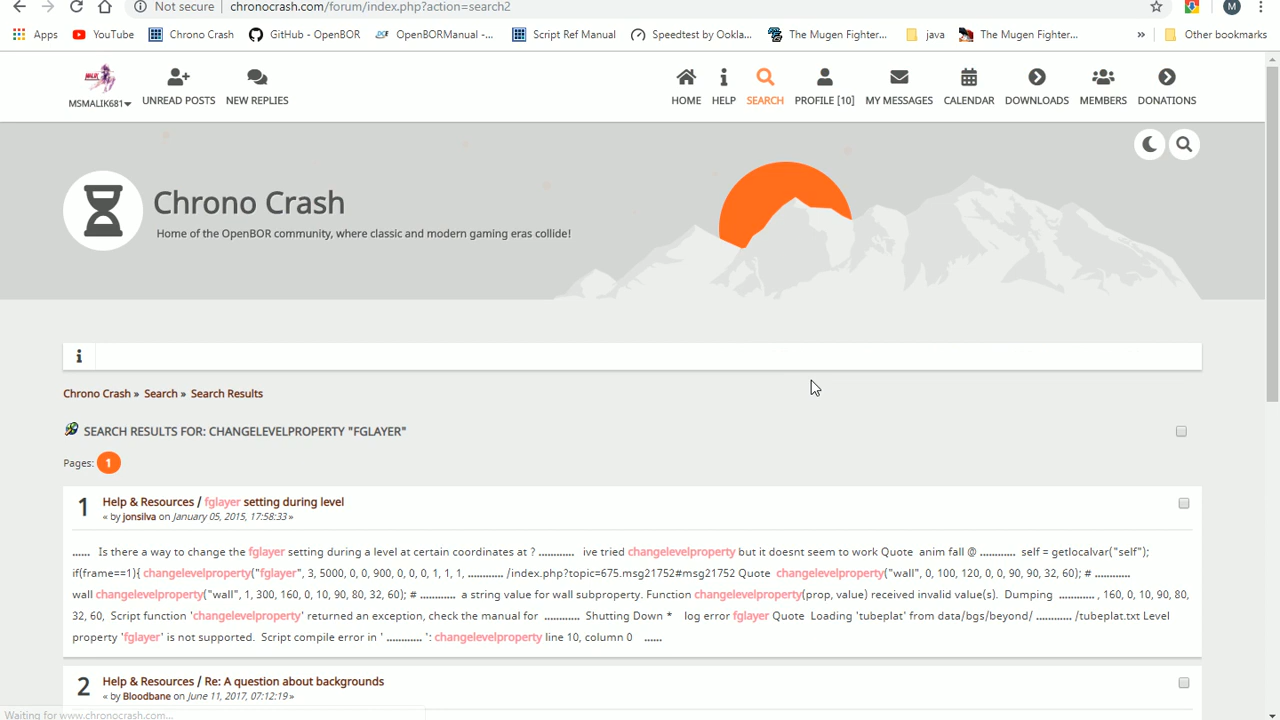 Not secure chronocrash.com/forum/index.php?action=search2 M
Apps YouTube Chrono Crash GitHub - OpenBOR OpenBORManual -... Script Ref Manual Speedtest by Ookla... The Mugen Fighter... java The Mugen Fighter... » Other bookmarks
MSMALIK681 UNREAD POSTS NEW REPLIES HOME HELP SEARCH PROFILE [10] MY MESSAGES CALENDAR DOWNLOADS MEMBERS DONATIONS
Chrono Crash
Home of the OpenBOR community, where classic and modern gaming eras collide!
Chrono Crash » Search » Search Results
SEARCH RESULTS FOR: CHANGELEVELPROPERTY "FGLAYER"
Pages: 1
1 Help & Resources / fglayer setting during level
« by jonsilva on January 05, 2015, 17:58:33 »
...... Is there a way to change the fglayer setting during a level at certain coordinates at ? ............ ive tried changelevelproperty but it doesnt seem to work Quote anim fall @ ............ self = getlocalvar("self");
if(frame==1){ changelevelproperty("fglayer", 3, 5000, 0, 0, 900, 0, 0, 0, 1, 1, 1, ............ /index.php?topic=675.msg21752#msg21752 Quote changelevelproperty("wall", 0, 100, 120, 0, 0, 90, 90, 32, 60); # ............
wall changelevelproperty("wall", 1, 300, 160, 0, 10, 90, 80, 32, 60); # ............ a string value for wall subproperty. Function changelevelproperty(prop, value) received invalid value(s). Dumping ............ , 160, 0, 10, 90, 80,
32, 60, Script function 'changelevelproperty' returned an exception, check the manual for ............ Shutting Down * log error fglayer Quote Loading 'tubeplat' from data/bgs/beyond/ ............ /tubeplat.txt Level
property 'fglayer' is not supported. Script compile error in ' ............ ': changelevelproperty line 10, column 0 ......
2 Help & Resources / Re: A question about backgrounds
« by Bloodbane on June 11, 2017, 07:12:19 »
Waiting for www.chronocrash.com...